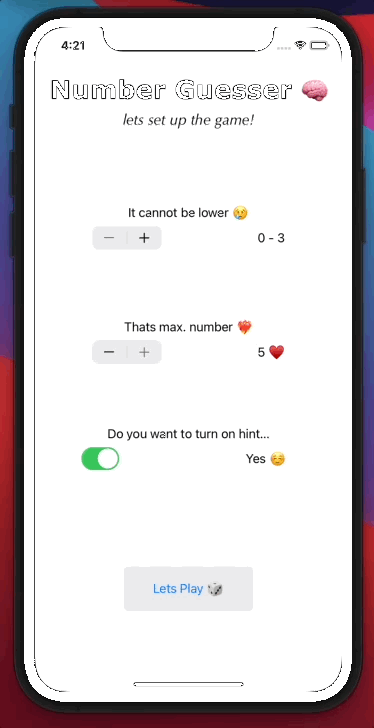 4:21
Number Guesser 🧠
lets set up the game!
It cannot be lower 😢
− + 0 - 3
Thats max. number ❤️‍🔥
− + 5 ♥️
Do you want to turn on hint...
Yes ☺️
Lets Play 🎲